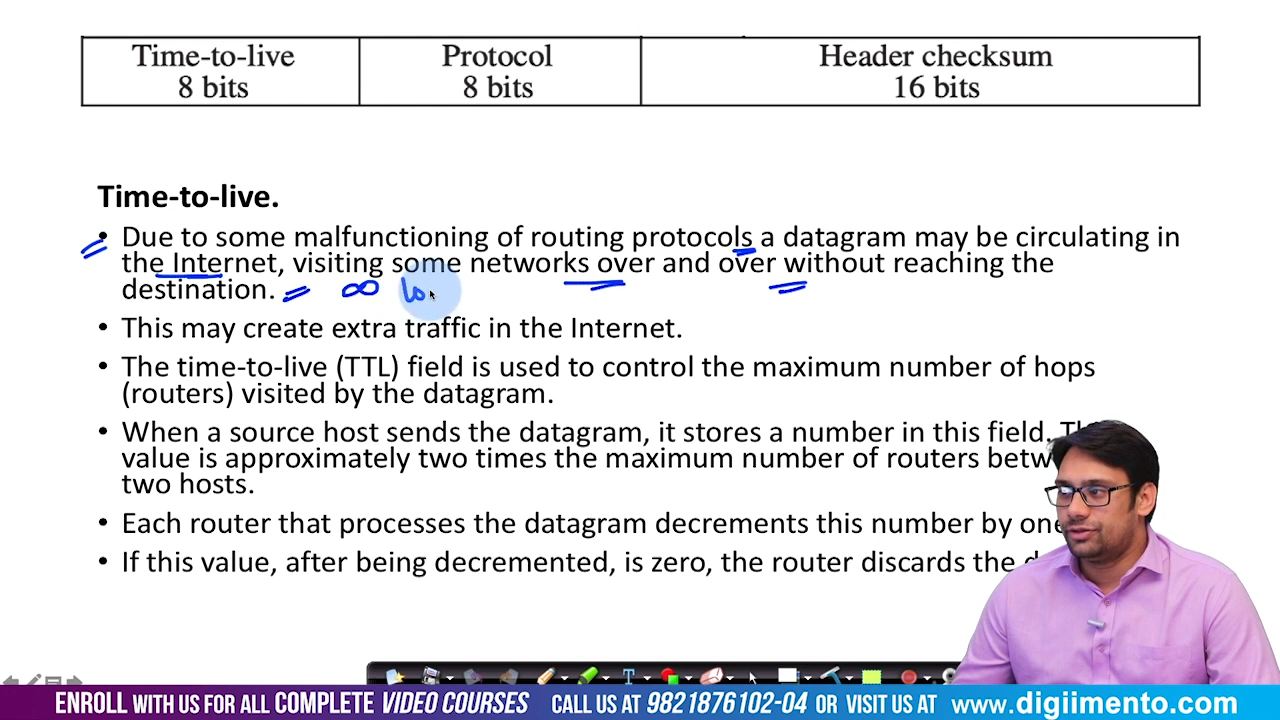 Time-to-live
8 bits
Protocol
8 bits
Header checksum
16 bits
Time-to-live.
• Due to some malfunctioning of routing protocols a datagram may be circulating in
the Internet, visiting some networks over and over without reaching the
destination. = ∞ lo
• This may create extra traffic in the Internet.
• The time-to-live (TTL) field is used to control the maximum number of hops
(routers) visited by the datagram.
• When a source host sends the datagram, it stores a number in this field.
value is approximately two times the maximum number of routers
two hosts.
• Each router that processes the datagram decrements this number by one
• If this value, after being decremented, is zero, the router discards the
ENROLL WITH US FOR ALL COMPLETE VIDEO COURSES CALL US AT 9821876102-04 OR VISIT US AT www.digiimento.com